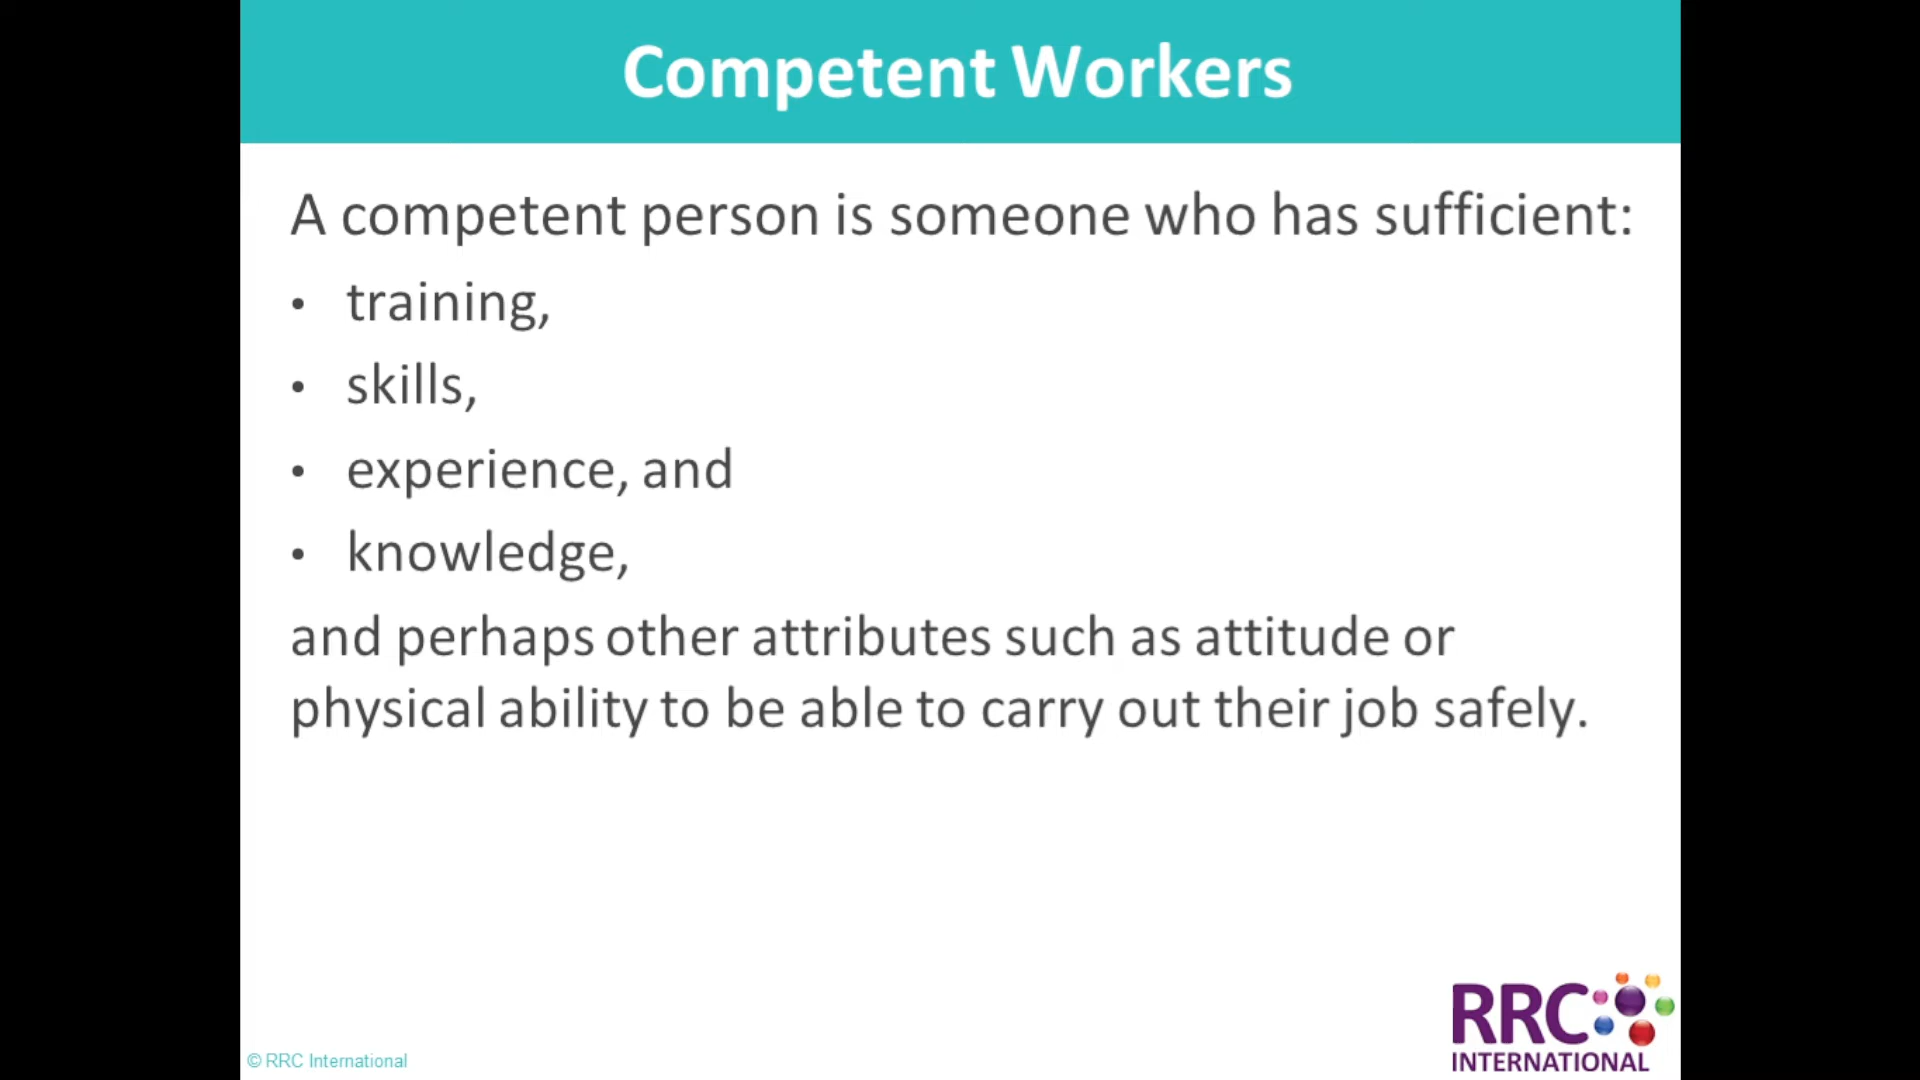 Competent Workers
A competent person is someone who has sufficient:
• training,
• skills,
• experience, and
• knowledge,
and perhaps other attributes such as attitude or
physical ability to be able to carry out their job safely.
RRC
INTERNATIONAL
© RRC International